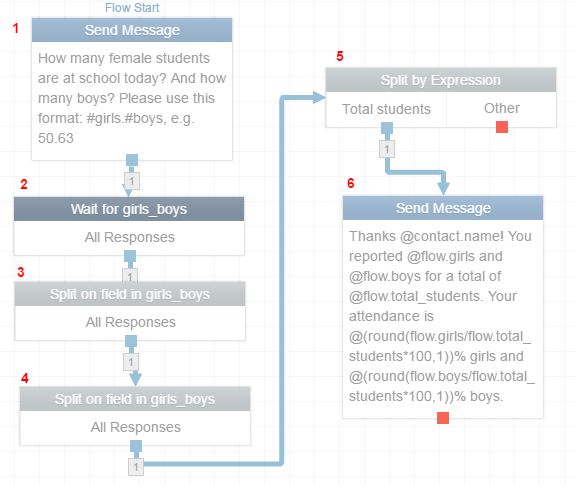 Flow Start
1
Send Message
How many female students
are at school today? And how
many boys? Please use this
format: #girls.#boys, e.g.
50.63
1
2
Wait for girls_boys
All Responses
1
3
Split on field in girls_boys
All Responses
1
4
Split on field in girls_boys
All Responses
1
5
Split by Expression
Total students
Other
1
6
Send Message
Thanks @contact.name! You
reported @flow.girls and
@flow.boys for a total of
@flow.total_students. Your
attendance is
@(round(flow.girls/flow.total_
students*100,1))% girls and
@(round(flow.boys/flow.total_
students*100,1))% boys.